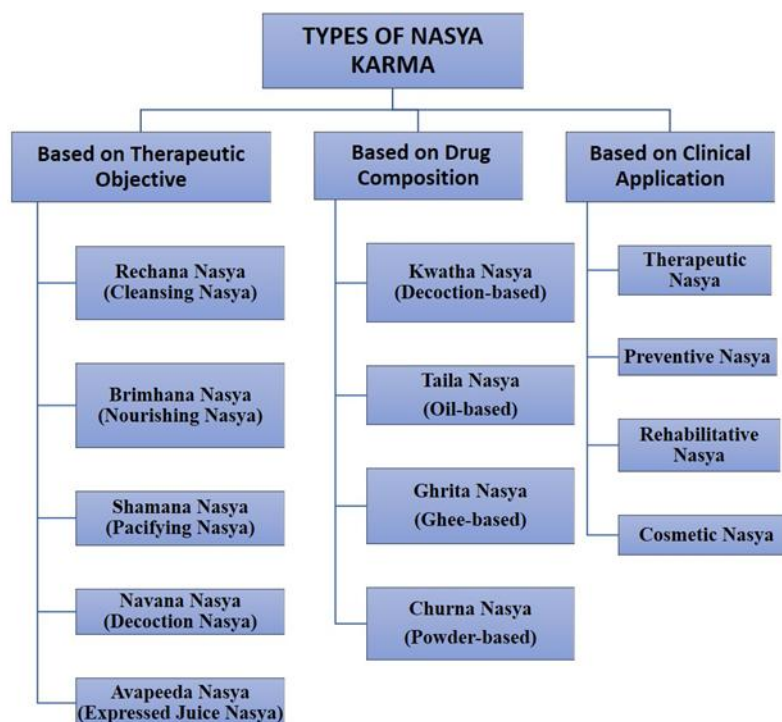 TYPES OF NASYA
KARMA
Based on Therapeutic
Objective
Rechana Nasya
(Cleansing Nasya)
Brimhana Nasya
(Nourishing Nasya)
Shamana Nasya
(Pacifying Nasya)
Navana Nasya
(Decoction Nasya)
Avapeeda Nasya
(Expressed Juice Nasya)
Based on Drug
Composition
Kwatha Nasya
(Decoction-based)
Taila Nasya
(Oil-based)
Ghrita Nasya
(Ghee-based)
Churna Nasya
(Powder-based)
Based on Clinical
Application
Therapeutic
Nasya
Preventive Nasya
Rehabilitative
Nasya
Cosmetic Nasya